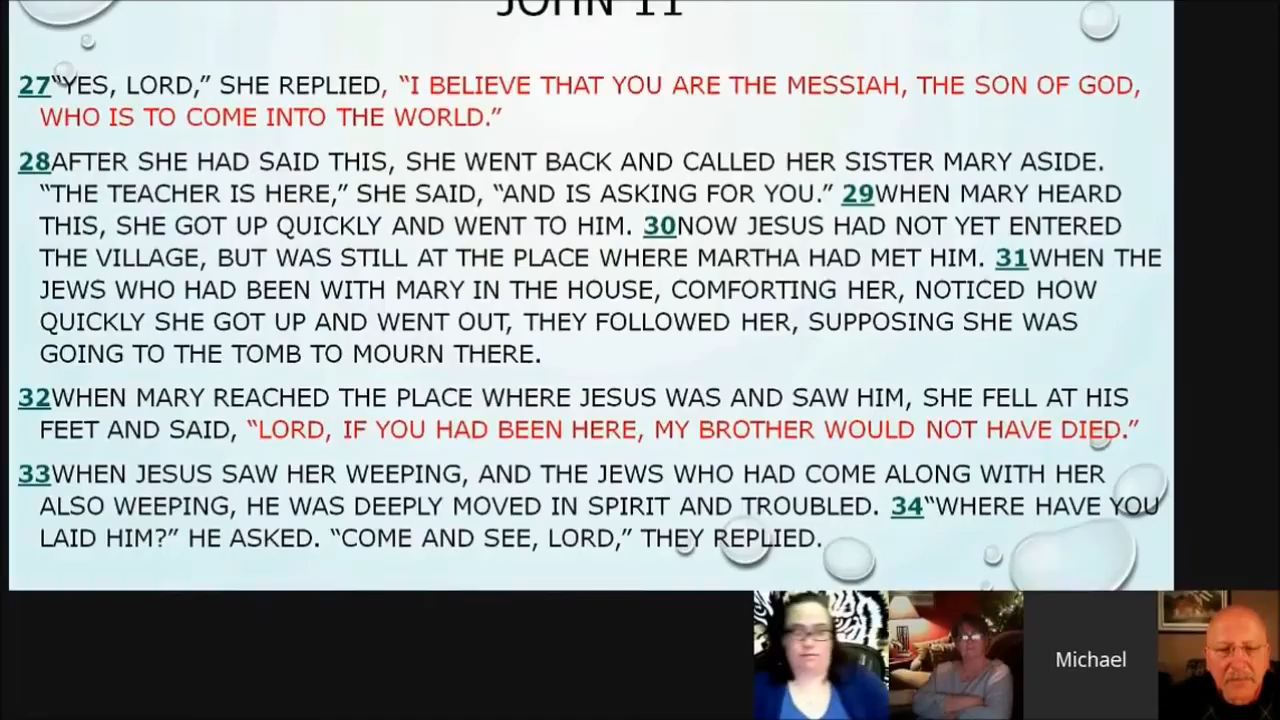 JOHN 11
27“YES, LORD,” SHE REPLIED, “I BELIEVE THAT YOU ARE THE MESSIAH, THE SON OF GOD,
WHO IS TO COME INTO THE WORLD.”
28AFTER SHE HAD SAID THIS, SHE WENT BACK AND CALLED HER SISTER MARY ASIDE.
“THE TEACHER IS HERE,” SHE SAID, “AND IS ASKING FOR YOU.” 29WHEN MARY HEARD
THIS, SHE GOT UP QUICKLY AND WENT TO HIM. 30NOW JESUS HAD NOT YET ENTERED
THE VILLAGE, BUT WAS STILL AT THE PLACE WHERE MARTHA HAD MET HIM. 31WHEN THE
JEWS WHO HAD BEEN WITH MARY IN THE HOUSE, COMFORTING HER, NOTICED HOW
QUICKLY SHE GOT UP AND WENT OUT, THEY FOLLOWED HER, SUPPOSING SHE WAS
GOING TO THE TOMB TO MOURN THERE.
32WHEN MARY REACHED THE PLACE WHERE JESUS WAS AND SAW HIM, SHE FELL AT HIS
FEET AND SAID, “LORD, IF YOU HAD BEEN HERE, MY BROTHER WOULD NOT HAVE DIED.”
33WHEN JESUS SAW HER WEEPING, AND THE JEWS WHO HAD COME ALONG WITH HER
ALSO WEEPING, HE WAS DEEPLY MOVED IN SPIRIT AND TROUBLED. 34“WHERE HAVE YOU
LAID HIM?” HE ASKED. “COME AND SEE, LORD,” THEY REPLIED.
Michael